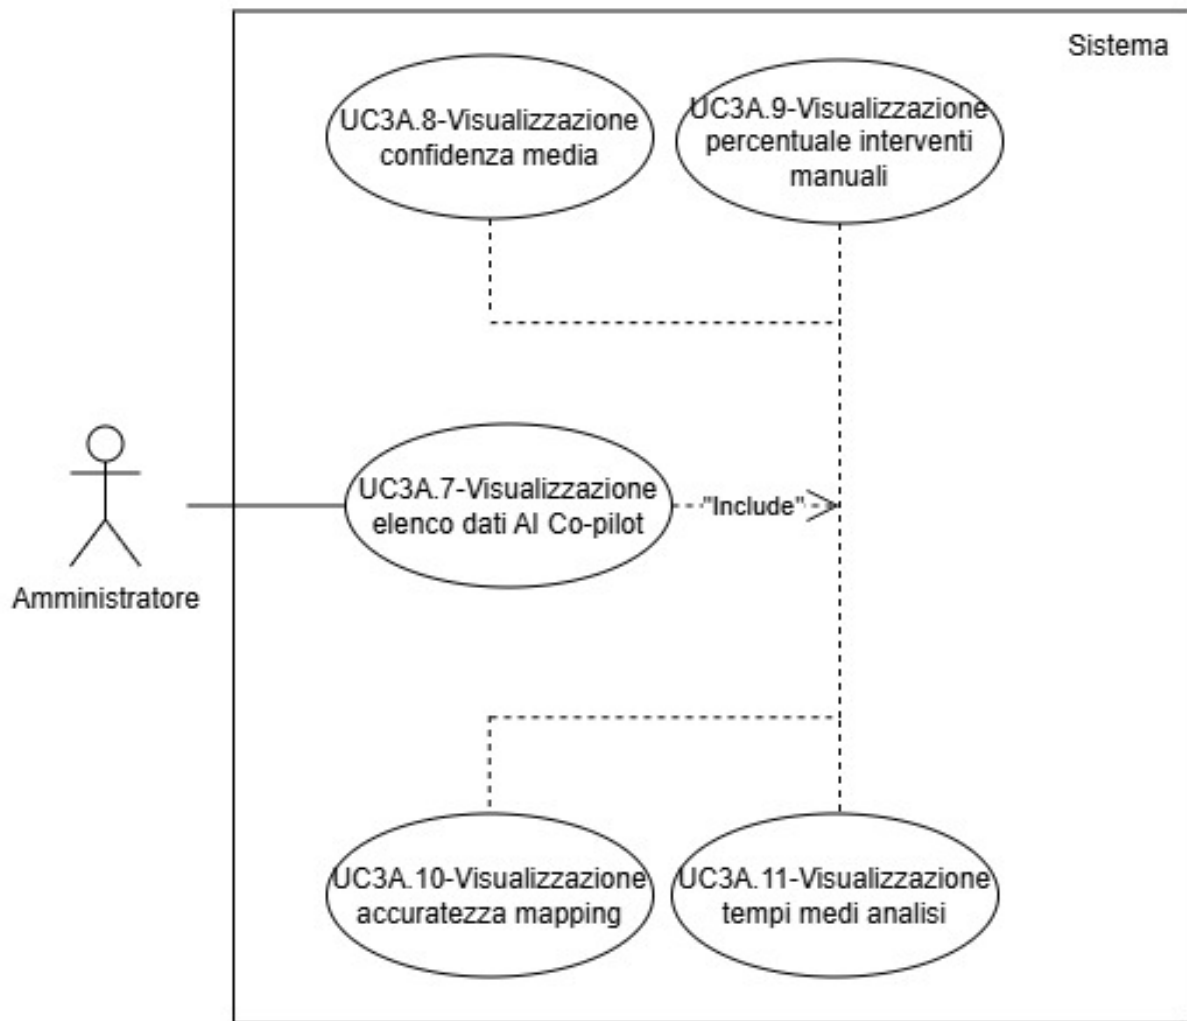 Sistema
UC3A.8-Visualizzazione
confidenza media
UC3A.9-Visualizzazione
percentuale interventi
manuali
UC3A.7-Visualizzazione
elenco dati AI Co-pilot
"Include"
Amministratore
UC3A.10-Visualizzazione
accuratezza mapping
UC3A.11-Visualizzazione
tempi medi analisi